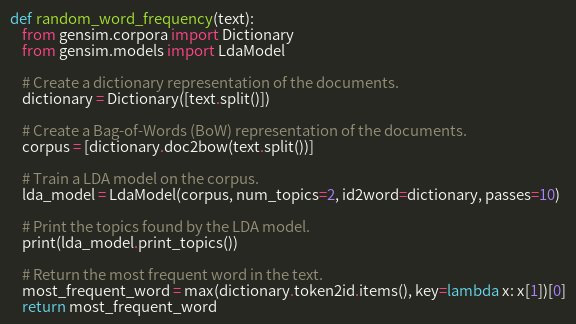 def random_word_frequency(text):
from gensim.corpora import Dictionary
from gensim.models import LdaModel
# Create a dictionary representation of the documents.
dictionary = Dictionary([text.split()])
# Create a Bag-of-Words (BoW) representation of the documents.
corpus = [dictionary.doc2bow(text.split())]
# Train a LDA model on the corpus.
lda_model = LdaModel(corpus, num_topics=2, id2word=dictionary, passes=10)
# Print the topics found by the LDA model.
print(lda_model.print_topics())
# Return the most frequent word in the text.
most_frequent_word = max(dictionary.token2id.items(), key=lambda x: x[1])[0]
return most_frequent_word